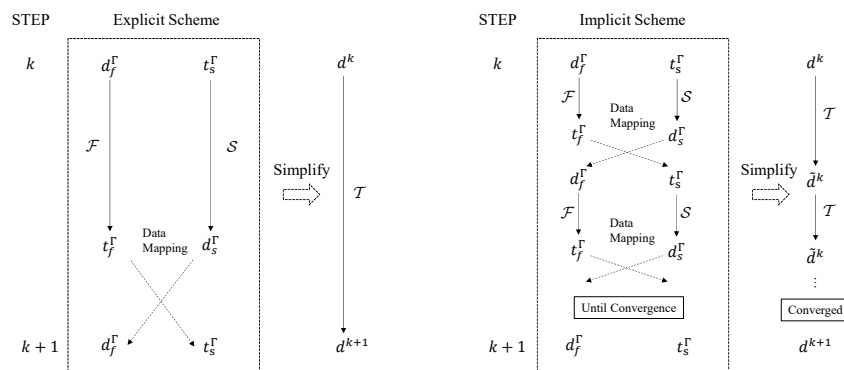 STEP Explicit Scheme
k d_f^Γ t_s^Γ d^k
ℱ 𝒮
Simplify
𝒯
t_f^Γ Data Mapping d_s^Γ
k + 1 d_f^Γ t_s^Γ d^{k+1}
STEP Implicit Scheme
k d_f^Γ t_s^Γ d^k
ℱ 𝒮
Data Mapping
𝒯
t_f^Γ d_s^Γ
Simplify
d_f^Γ t_s^Γ d̃^k
ℱ 𝒮 𝒯
Data Mapping
t_f^Γ d_s^Γ d̃^k
⋮
Until Convergence Converged
k + 1 d_f^Γ t_s^Γ d^{k+1}